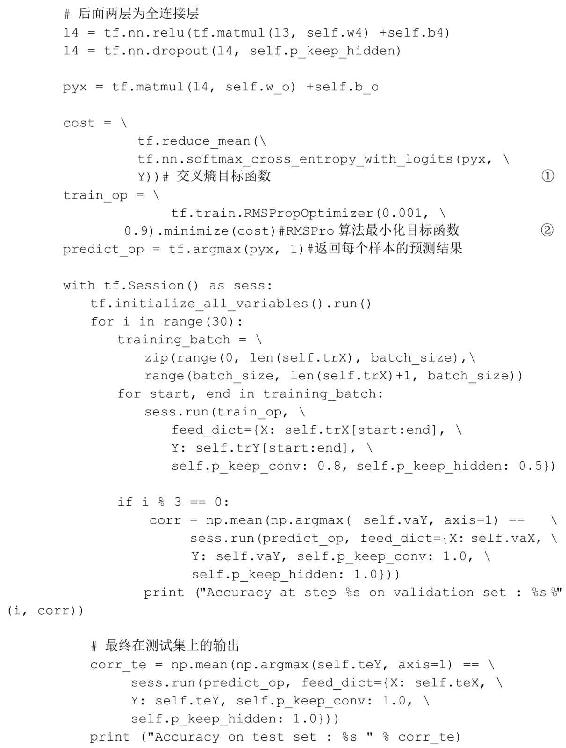 # 后面两层为全连接层
l4 = tf.nn.relu(tf.matmul(l3, self.w4) +self.b4)
l4 = tf.nn.dropout(l4, self.p_keep_hidden)
pyx = tf.matmul(l4, self.w_o) +self.b_o
cost = \
tf.reduce_mean(\
tf.nn.softmax_cross_entropy_with_logits(pyx, \
Y))# 交叉熵目标函数 ①
train_op = \
tf.train.RMSPropOptimizer(0.001, \
0.9).minimize(cost)#RMSPro 算法最小化目标函数 ②
predict_op = tf.argmax(pyx, 1)#返回每个样本的预测结果
with tf.Session() as sess:
tf.initialize_all_variables().run()
for i in range(30):
training_batch = \
zip(range(0, len(self.trX), batch_size),\
range(batch_size, len(self.trX)+1, batch_size))
for start, end in training_batch:
sess.run(train_op, \
feed_dict={X: self.trX[start:end], \
Y: self.trY[start:end], \
self.p_keep_conv: 0.8, self.p_keep_hidden: 0.5})
if i % 3 == 0:
corr = np.mean(np.argmax( self.vaY, axis=1) == \
sess.run(predict_op, feed_dict={X: self.vaX, \
Y: self.vaY, self.p_keep_conv: 1.0, \
self.p_keep_hidden: 1.0}))
print ("Accuracy at step %s on validation set : %s%"
(i, corr))
# 最终在测试集上的输出
corr_te = np.mean(np.argmax(self.teY, axis=1) == \
sess.run(predict_op, feed_dict={X: self.teX, \
Y: self.teY, self.p_keep_conv: 1.0, \
self.p_keep_hidden: 1.0}))
print ("Accuracy on test set : %s " % corr_te)